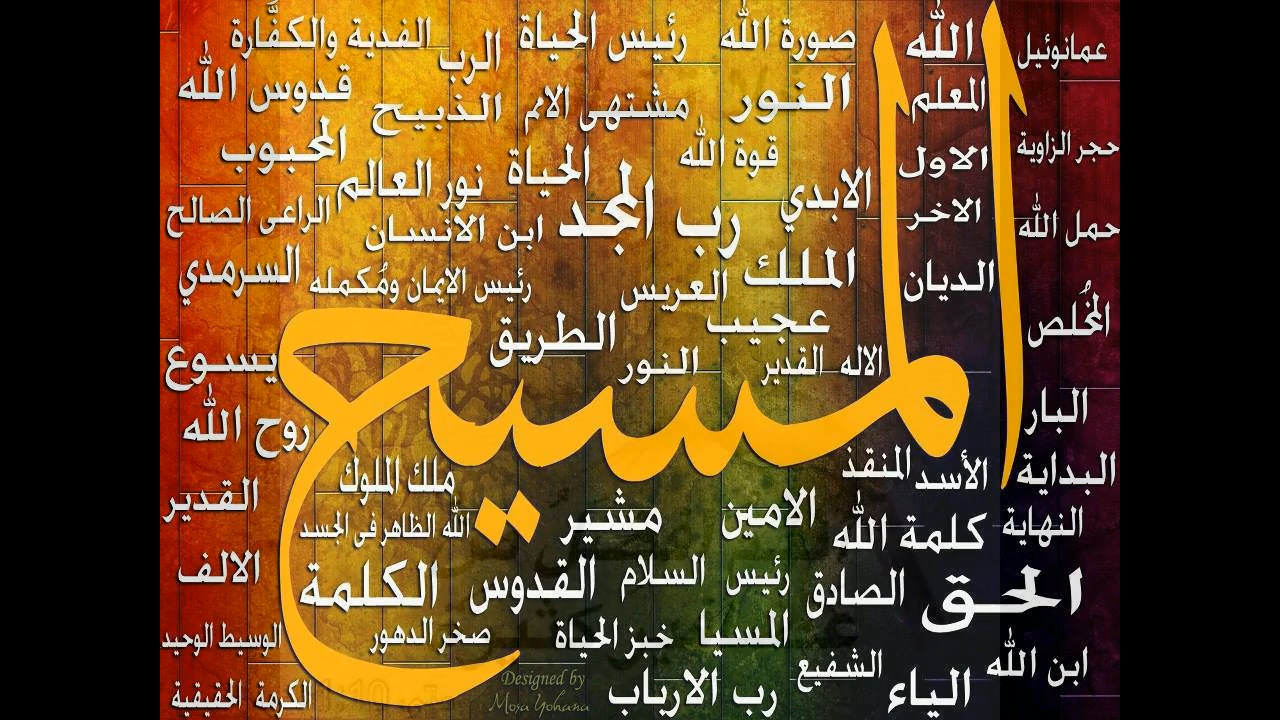 عمانوئيل
الله
صورة الله
رئيس الحياة
الرب
الفدية والكفَّارة
المعلم
النور
مشتهى الامم
الذبيح
قدوس الله
حجر الزاوية
الاول
قوة الله
الحياة
نور العالم
المحبوب
حمل الله
الاخر
الابدي
رب المجد
ابن الانسان
الراعى الصالح
الديان
الملك
العريس
رئيس الايمان ومُكمله
السرمدي
المُخلص
عجيب
الطريق
الاله القدير
النور
يسوع
المسيح
البار
روح الله
البداية
الأسد
المنقذ
ملك الملوك
القدير
النهاية
كلمة الله
الامين
مشير
الله الظاهر فى الجسد
الالف
الحق
الصادق
رئيس السلام
القدوس
الكلمة
ابن الله
الشفيع
المسيا
خبز الحياة
صخر الدهور
الوسيط الوحيد
الياء
رب الارباب
الكرمة الحقيقية
Designed by
Mosa Yohana